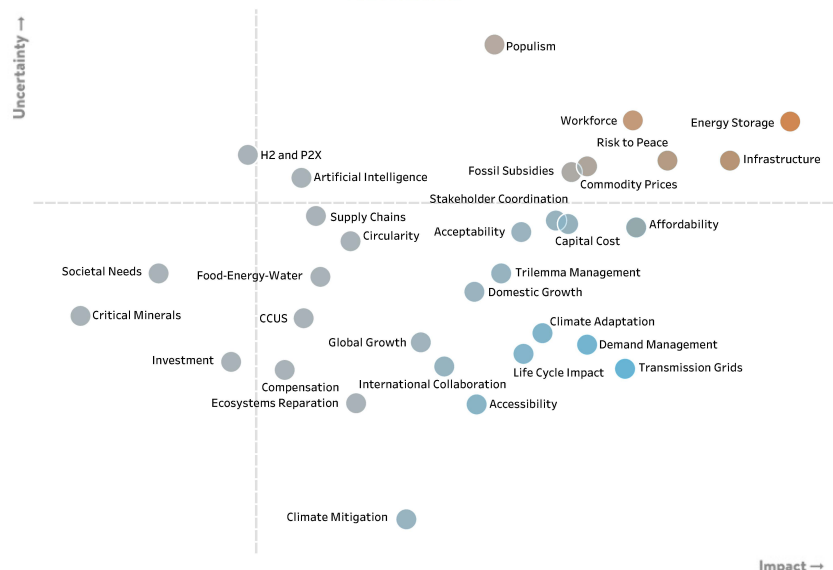 Uncertainty →
Populism
Workforce
Energy Storage
Risk to Peace
H2 and P2X
Infrastructure
Fossil Subsidies
Artificial Intelligence
Commodity Prices
Stakeholder Coordination
Supply Chains
Affordability
Acceptability
Circularity
Capital Cost
Societal Needs
Food-Energy-Water
Trilemma Management
Domestic Growth
Critical Minerals
CCUS
Climate Adaptation
Global Growth
Demand Management
Investment
Life Cycle Impact
Transmission Grids
Compensation
International Collaboration
Ecosystems Reparation
Accessibility
Climate Mitigation
Impact →